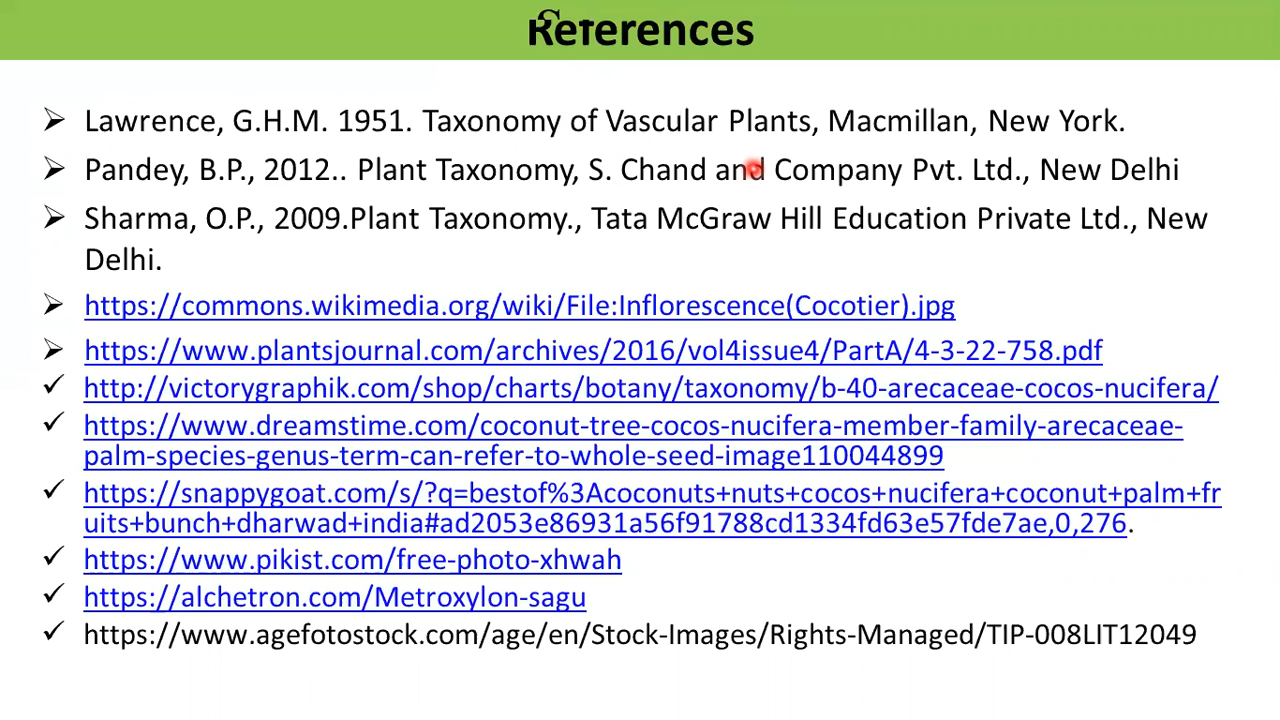 References
Lawrence, G.H.M. 1951. Taxonomy of Vascular Plants, Macmillan, New York.
Pandey, B.P., 2012.. Plant Taxonomy, S. Chand and Company Pvt. Ltd., New Delhi
Sharma, O.P., 2009.Plant Taxonomy., Tata McGraw Hill Education Private Ltd., New
Delhi.
https://commons.wikimedia.org/wiki/File:Inflorescence(Cocotier).jpg
https://www.plantsjournal.com/archives/2016/vol4issue4/PartA/4-3-22-758.pdf
http://victorygraphik.com/shop/charts/botany/taxonomy/b-40-arecaceae-cocos-nucifera/
https://www.dreamstime.com/coconut-tree-cocos-nucifera-member-family-arecaceae-
palm-species-genus-term-can-refer-to-whole-seed-image110044899
https://snappygoat.com/s/?q=bestof%3Acoconuts+nuts+cocos+nucifera+coconut+palm+fr
uits+bunch+dharwad+india#ad2053e86931a56f91788cd1334fd63e57fde7ae,0,276.
https://www.pikist.com/free-photo-xhwah
https://alchetron.com/Metroxylon-sagu
https://www.agefotostock.com/age/en/Stock-Images/Rights-Managed/TIP-008LIT12049